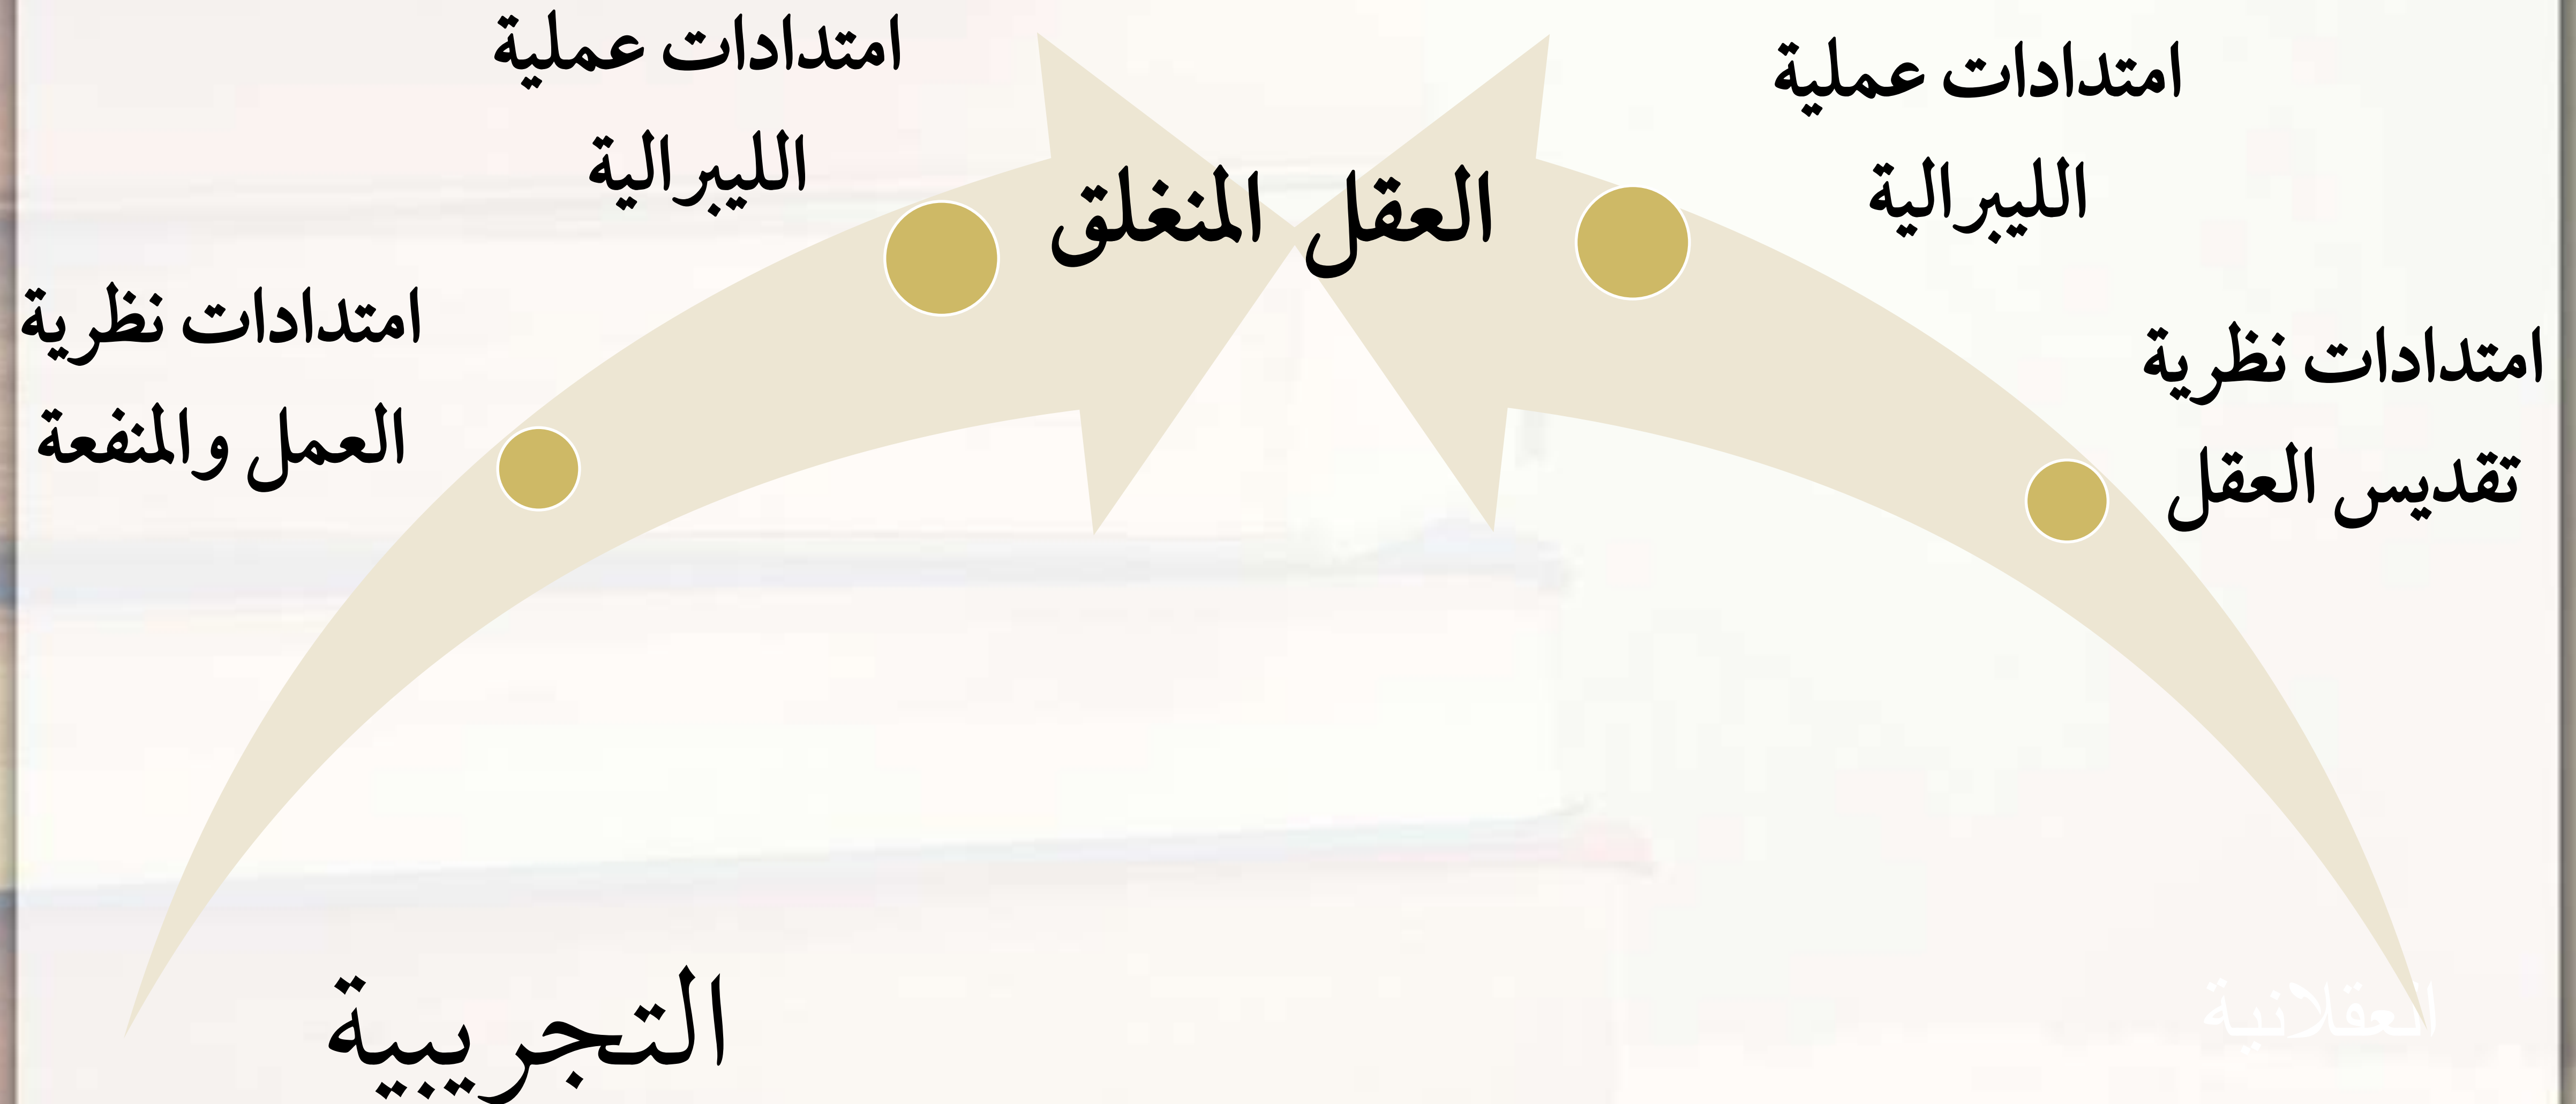 امتدادات عملية
الليبرالية
امتدادات عملية
الليبرالية
العقل المنغلق
امتدادات نظرية
تقديس العقل
امتدادات نظرية
العمل والمنفعة
العقلانية
التجريبية